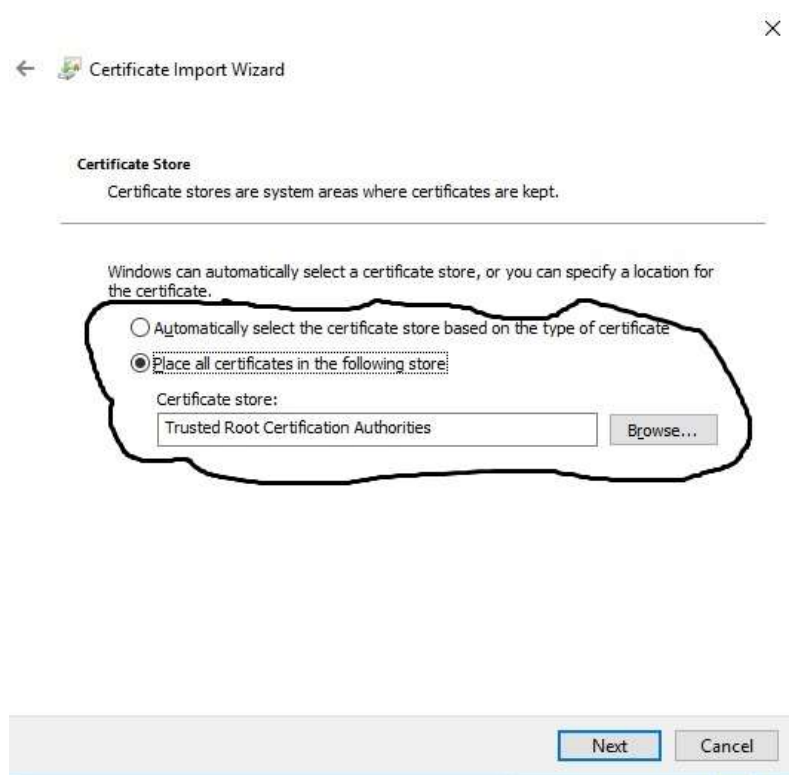 Certificate Import Wizard
Certificate Store
Certificate stores are system areas where certificates are kept.
Windows can automatically select a certificate store, or you can specify a location for
the certificate.
Automatically select the certificate store based on the type of certificate
Place all certificates in the following store
Certificate store:
Trusted Root Certification Authorities
Browse...
Next
Cancel